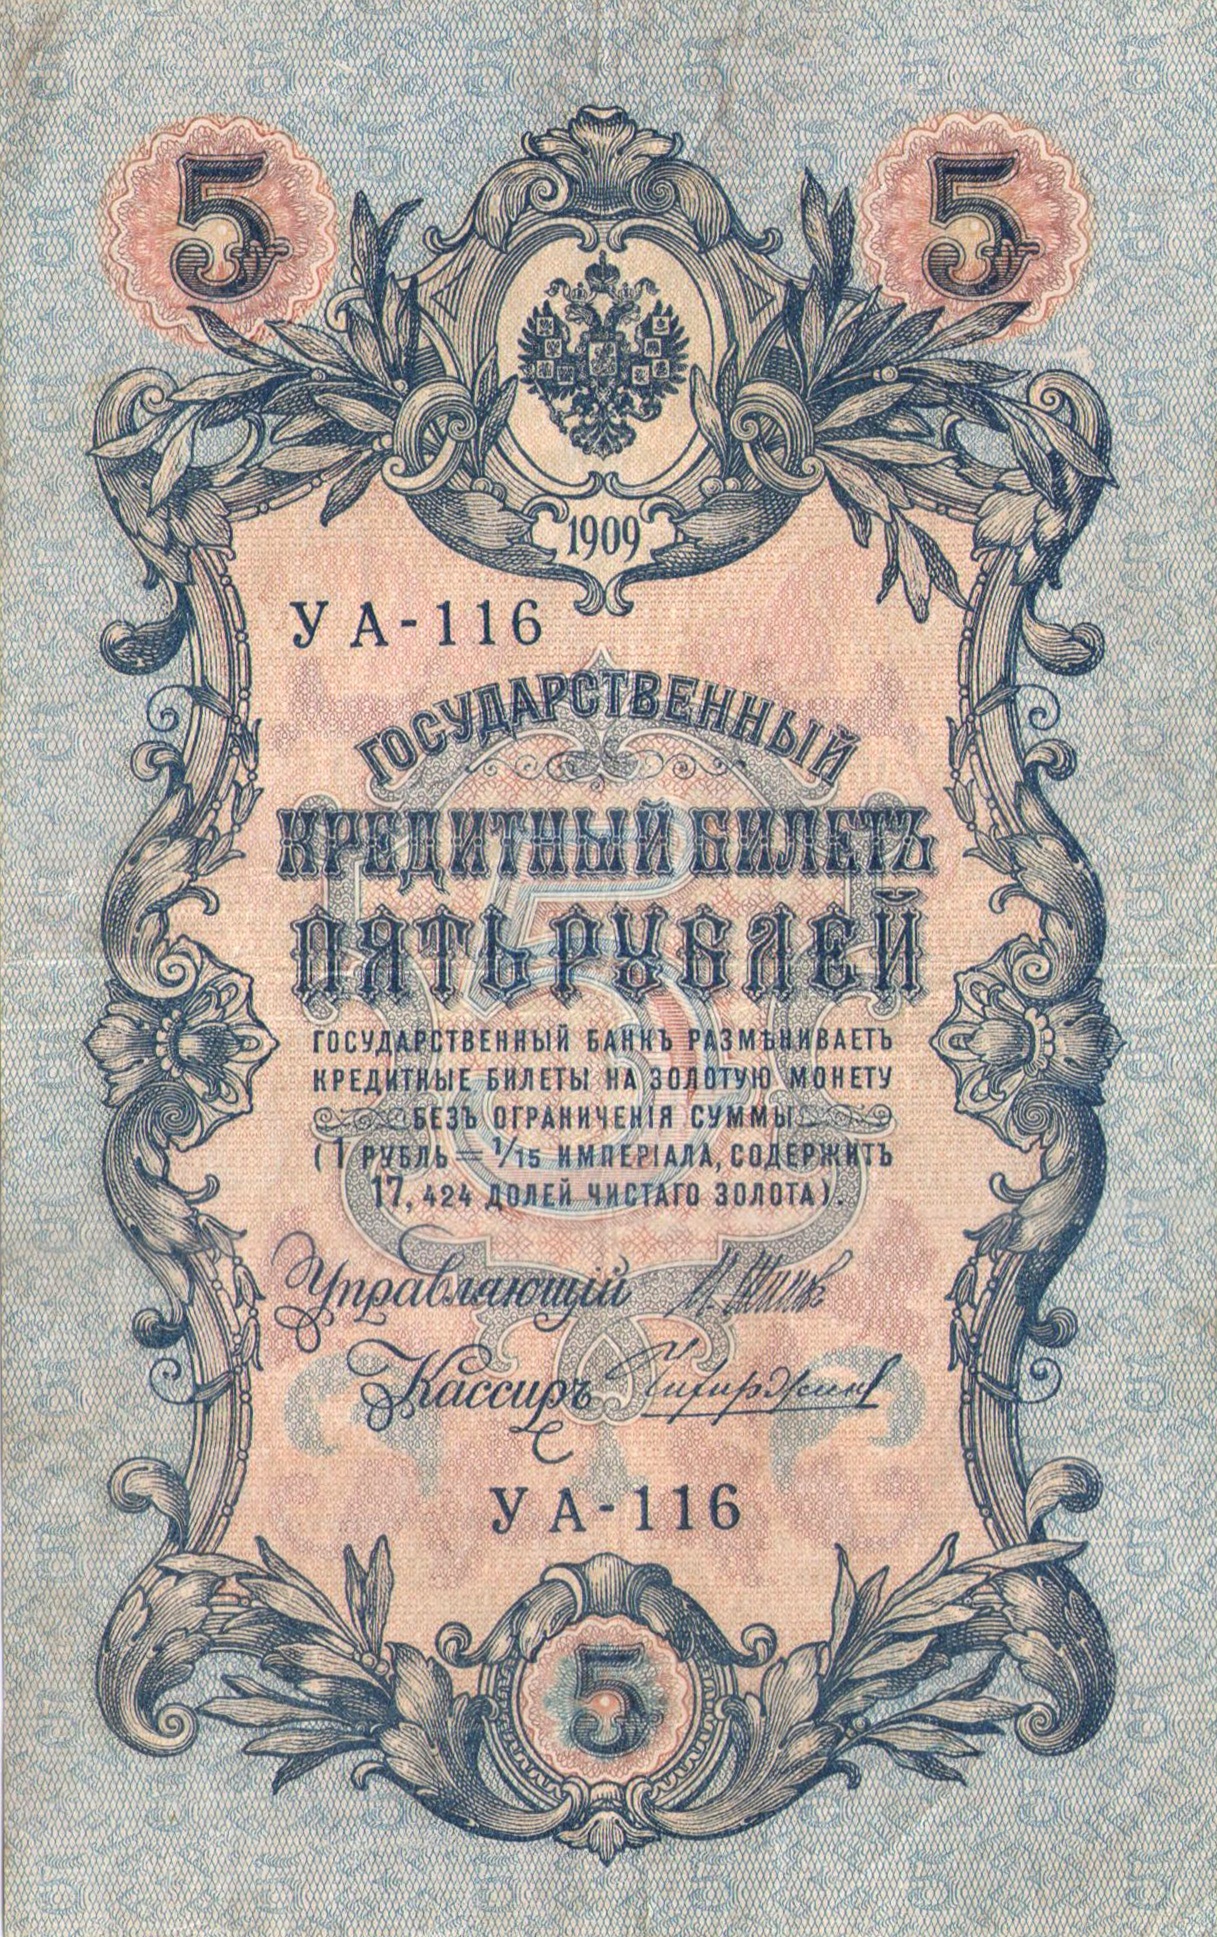 5 5
1909
УА-116
ГОСУДАРСТВЕННЫЙ
КРЕДИТНЫЙ БИЛЕТЪ
ПЯТЬ РУБЛЕЙ
ГОСУДАРСТВЕННЫЙ БАНКЪ РАЗМѢНИВАЕТЪ
КРЕДИТНЫЕ БИЛЕТЫ НА ЗОЛОТУЮ МОНЕТУ
БЕЗЪ ОГРАНИЧЕНІЯ СУММЫ
(1 РУБЛЬ = 1/15 ИМПЕРІАЛА, СОДЕРЖИТЪ
17,424 ДОЛЕЙ ЧИСТАГО ЗОЛОТА).
Управляющій
Кассиръ
УА-116
5